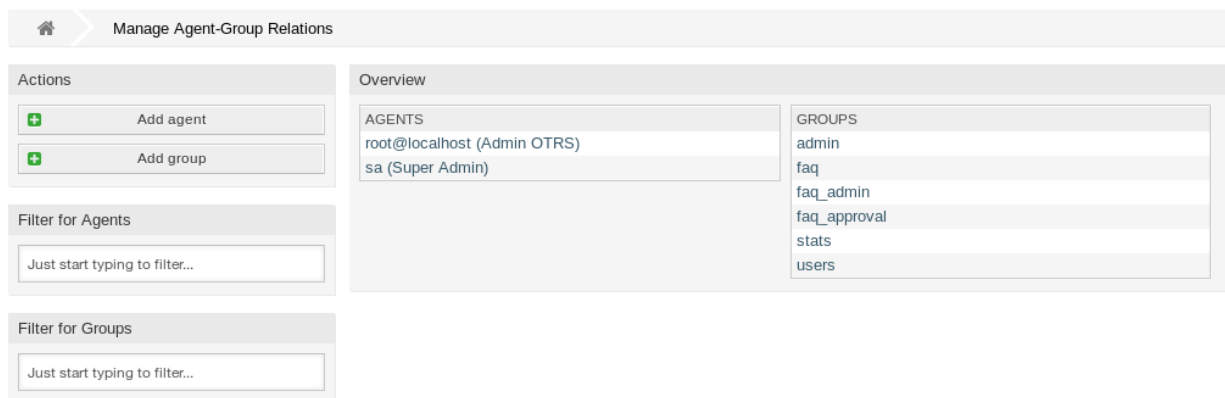 Manage Agent-Group Relations
Actions
Add agent
Add group
Filter for Agents
Just start typing to filter...
Filter for Groups
Just start typing to filter...
Overview
AGENTS
root@localhost (Admin OTRS)
sa (Super Admin)
GROUPS
admin
faq
faq_admin
faq_approval
stats
users